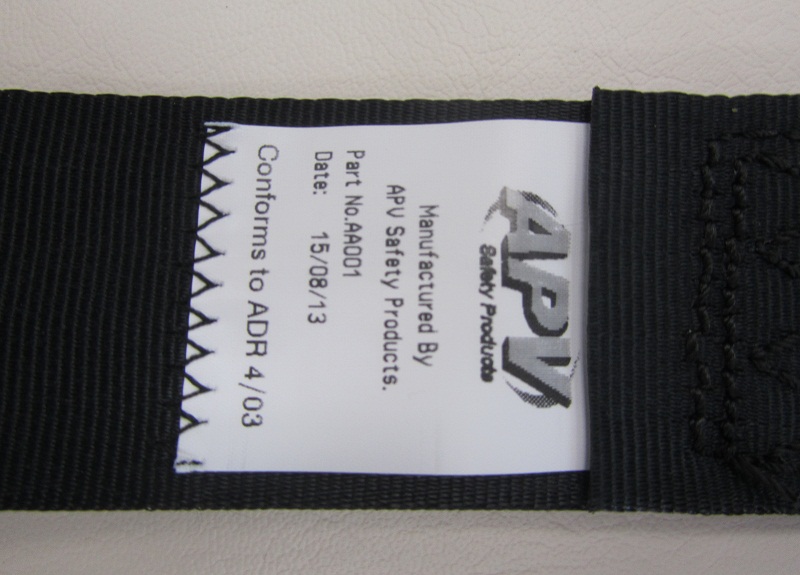 APV
Safety Products
Manufactured By
APV Safety Products.
Part No.AA001
Date: 15/08/13
Conforms to ADR 4/03